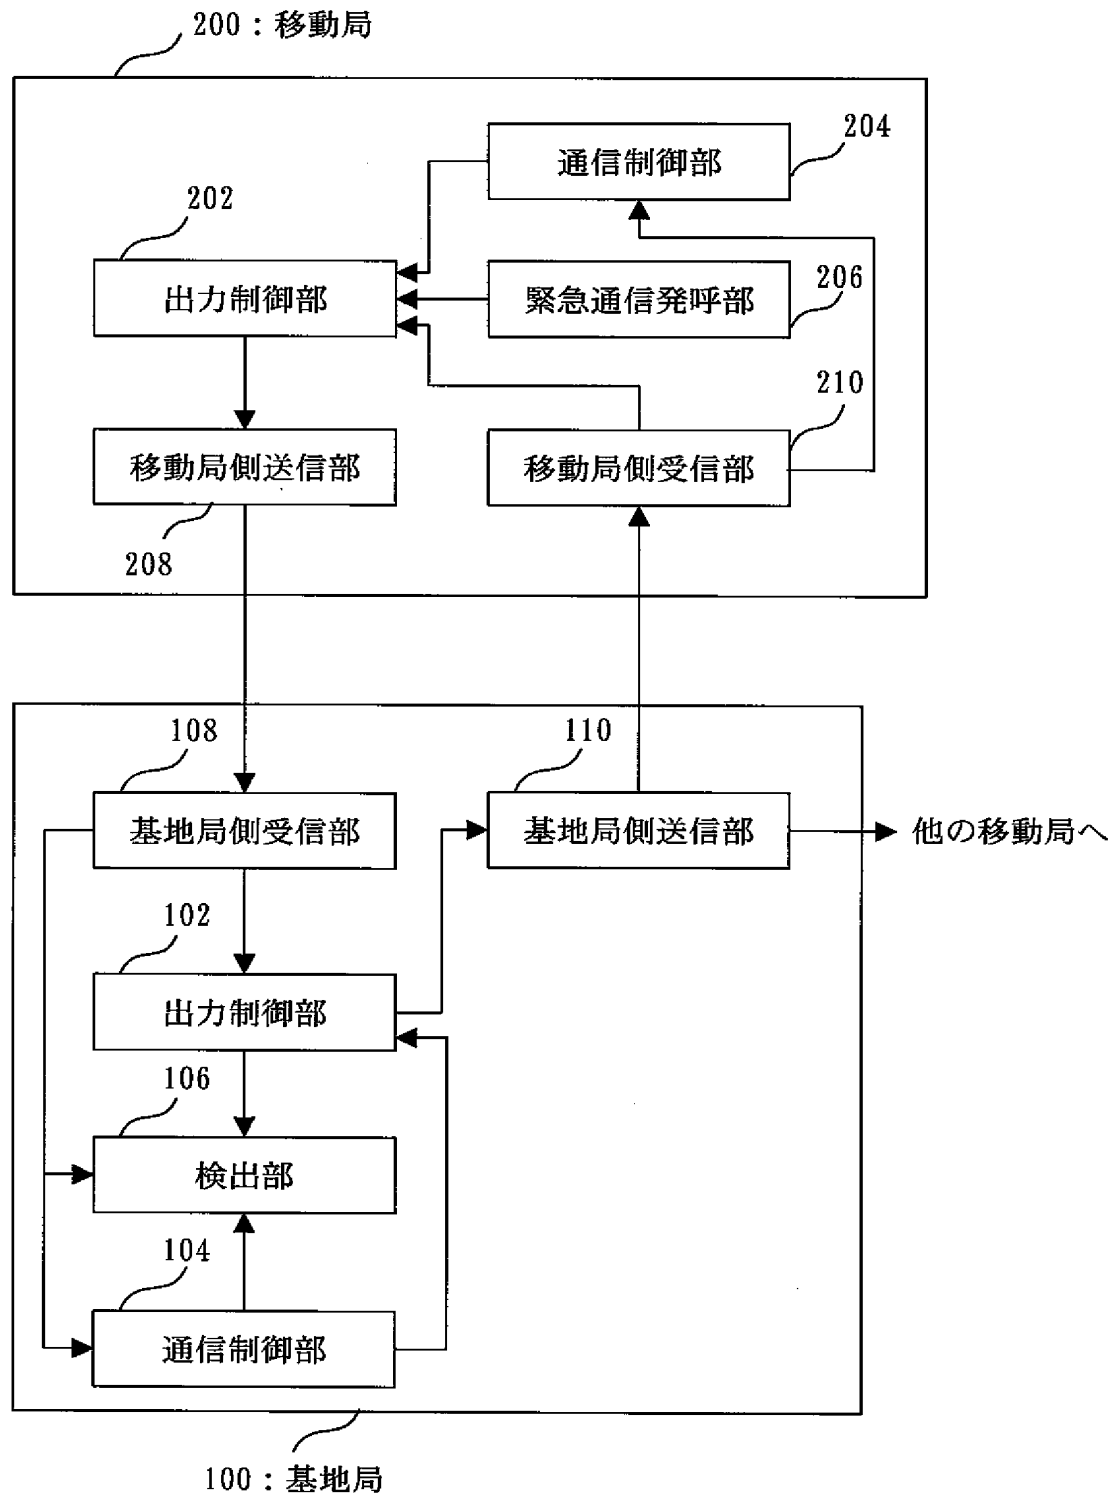 200：移動局
204
通信制御部
202
206
出力制御部
緊急通信発呼部
210
移動局側送信部
移動局側受信部
208
108
110
基地局側受信部
基地局側送信部
他の移動局へ
102
出力制御部
106
検出部
104
通信制御部
100：基地局